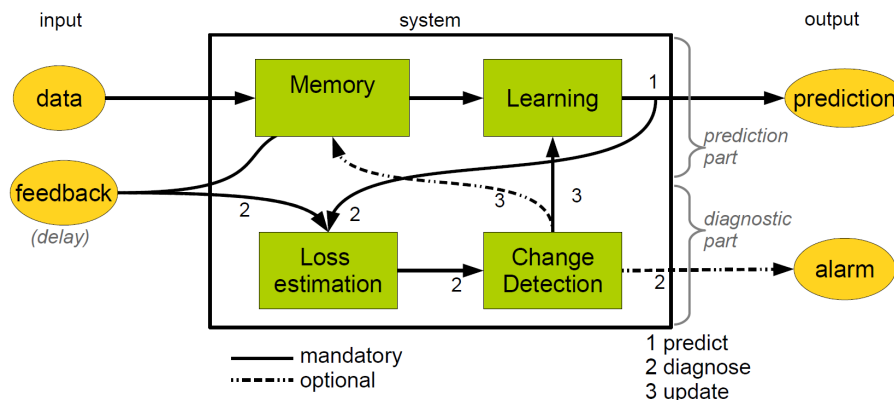 input
system
output
data
Memory
Learning
1
prediction
prediction
part
feedback
(delay)
2
2
3
3
diagnostic
part
Loss
estimation
2
Change
Detection
2
alarm
mandatory
optional
1 predict
2 diagnose
3 update